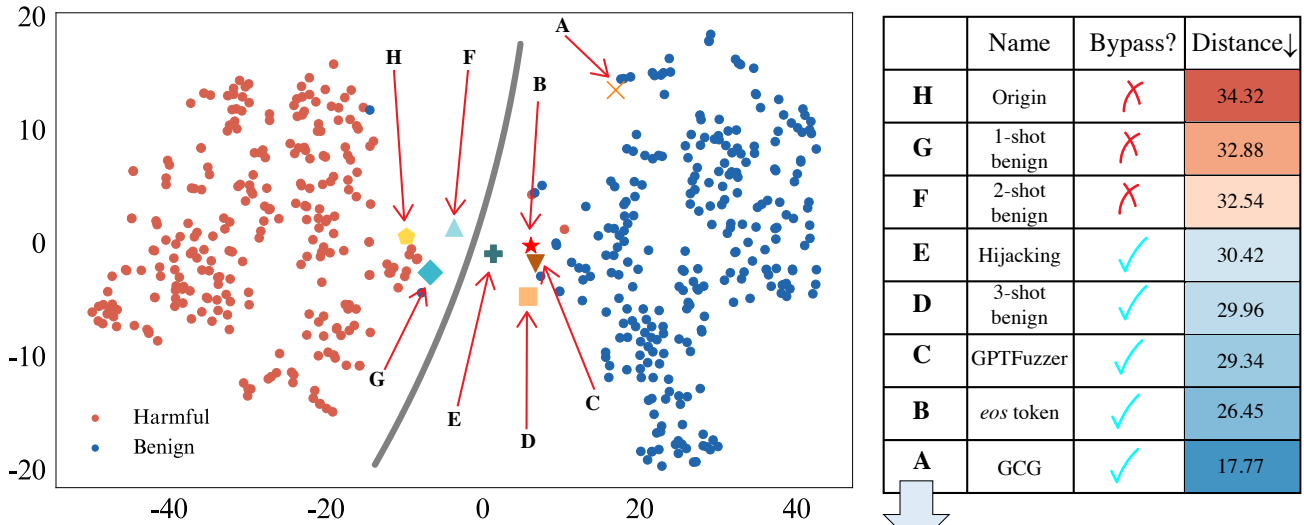 20
10
0
-10
-20
-40
-20
0
20
40
A
H
F
B
G
E
D
C
Harmful
Benign
Name Bypass? Distance↓
H Origin ✗ 34.32
G 1-shot benign ✗ 32.88
F 2-shot benign ✗ 32.54
E Hijacking ✓ 30.42
D 3-shot benign ✓ 29.96
C GPTFuzzer ✓ 29.34
B eos token ✓ 26.45
A GCG ✓ 17.77